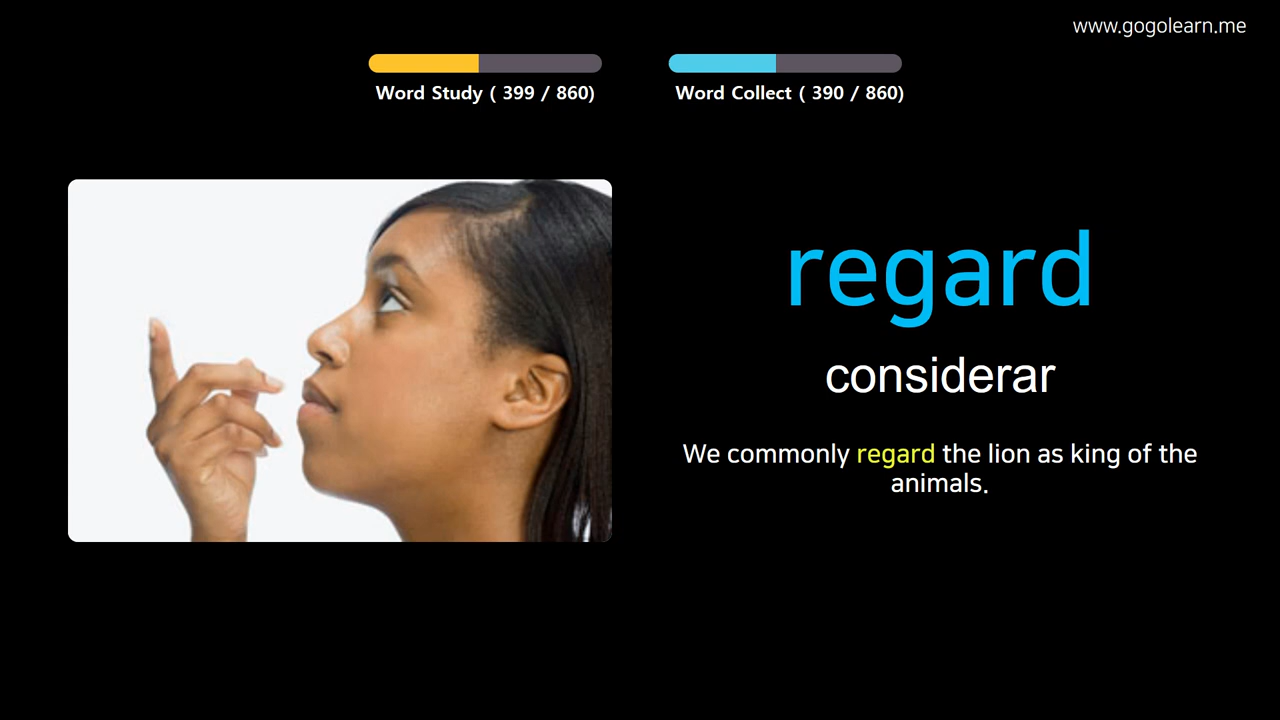 www.gogolearn.me
Word Study ( 399 / 860)
Word Collect ( 390 / 860)
regard
considerar
We commonly regard the lion as king of the
animals.